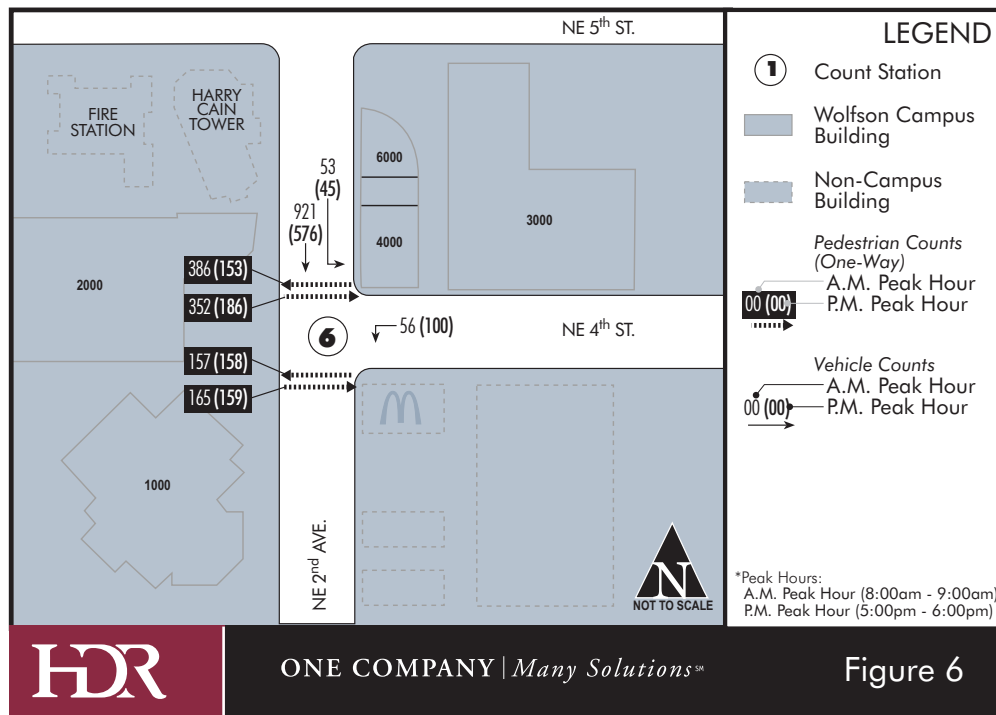 NE 5th ST.
FIRE
STATION
HARRY
CAIN
TOWER
53
(45)
921
(576)
6000
4000
3000
2000
386 (153)
352 (186)
6
56 (100)
NE 4th ST.
157 (158)
165 (159)
1000
NE 2nd AVE.
N
NOT TO SCALE
LEGEND
1 Count Station
Wolfson Campus
Building
Non-Campus
Building
Pedestrian Counts
(One-Way)
A.M. Peak Hour
00 (00) P.M. Peak Hour
Vehicle Counts
A.M. Peak Hour
00 (00) P.M. Peak Hour
*Peak Hours:
A.M. Peak Hour (8:00am - 9:00am)
P.M. Peak Hour (5:00pm - 6:00pm)
HDR
ONE COMPANY | Many Solutions℠
Figure 6